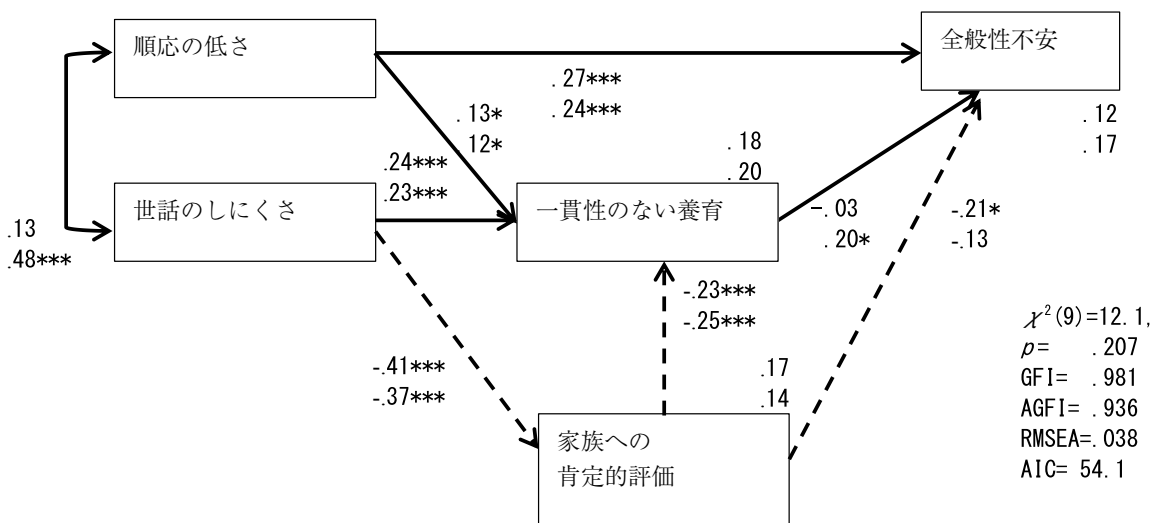 順応の低さ
全般性不安
.27***
.24***
.13*
12*
.12
.17
.18
.20
.24***
.23***
世話のしにくさ
一貫性のない養育
.13
.48***
-.03
.20*
-.21*
-.13
-.23***
-.25***
-.41***
-.37***
.17
.14
家族への
肯定的評価
χ²(9)=12.1,
p= .207
GFI= .981
AGFI= .936
RMSEA=.038
AIC= 54.1